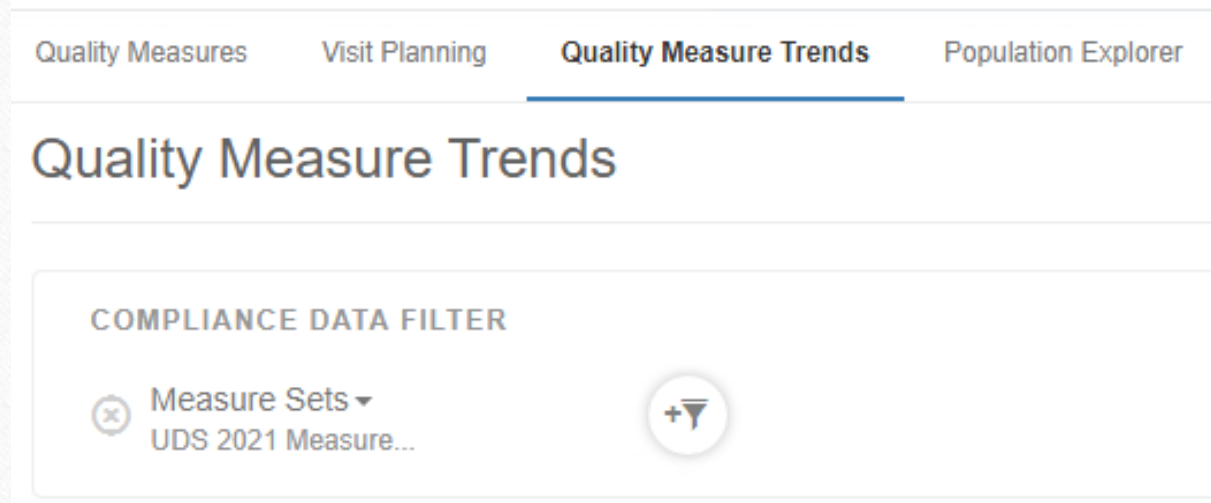 Quality Measures Visit Planning Quality Measure Trends Population Explorer
Quality Measure Trends
COMPLIANCE DATA FILTER
Measure Sets
UDS 2021 Measure...